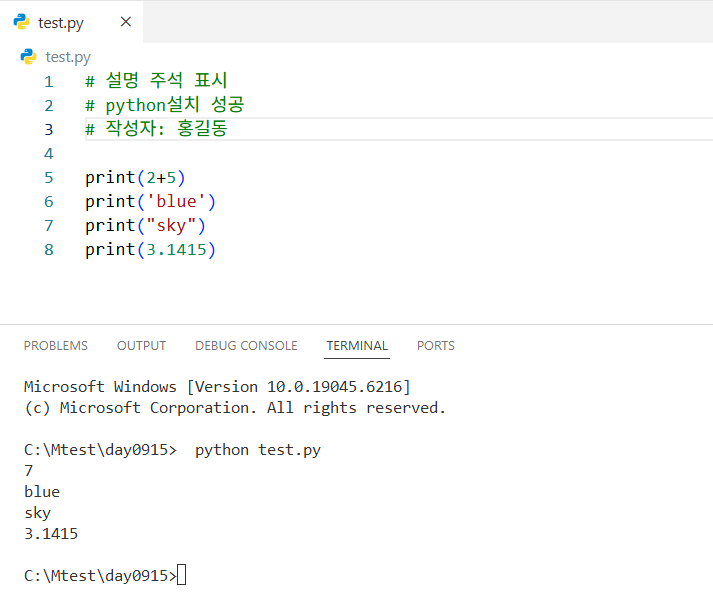 test.py
test.py
1 # 설명 주석 표시
2 # python설치 성공
3 # 작성자: 홍길동
4
5 print(2+5)
6 print('blue')
7 print("sky")
8 print(3.1415)
PROBLEMS OUTPUT DEBUG CONSOLE TERMINAL PORTS
Microsoft Windows [Version 10.0.19045.6216]
(c) Microsoft Corporation. All rights reserved.
C:\Mtest\day0915>  python test.py
7
blue
sky
3.1415
C:\Mtest\day0915>